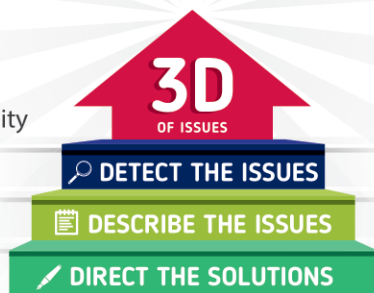 3D
OF ISSUES
ity
DETECT THE ISSUES
DESCRIBE THE ISSUES
DIRECT THE SOLUTIONS